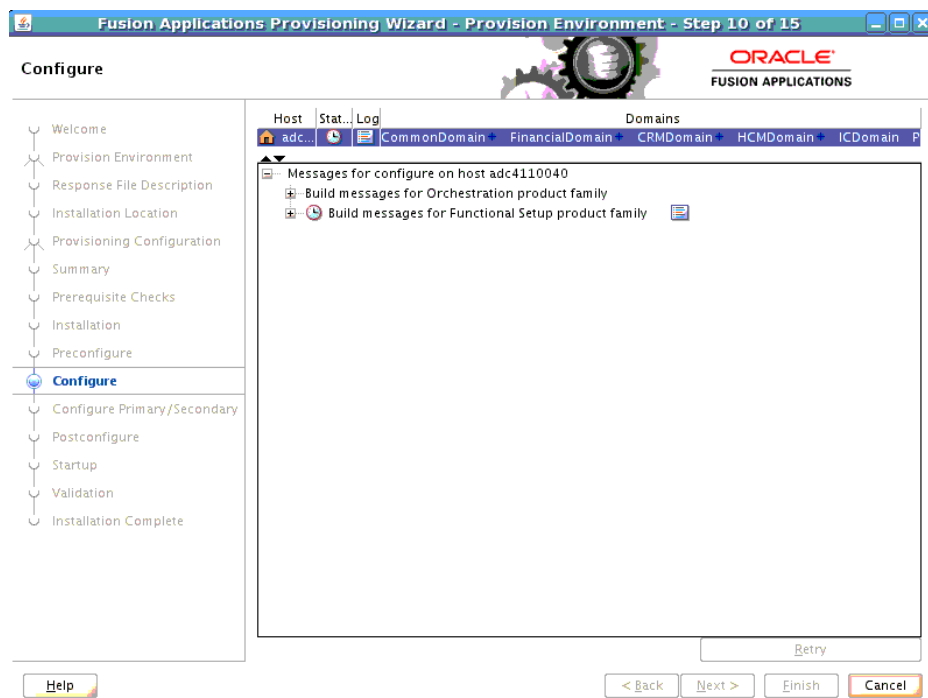 Fusion Applications Provisioning Wizard - Provision Environment - Step 10 of 15
Configure
ORACLE
FUSION APPLICATIONS
Welcome
Provision Environment
Response File Description
Installation Location
Provisioning Configuration
Summary
Prerequisite Checks
Installation
Preconfigure
Configure
Configure Primary/Secondary
Postconfigure
Startup
Validation
Installation Complete
Host Stat... Log Domains
adc... CommonDomain+ FinancialDomain+ CRMDomain+ HCMDomain+ ICDomain P
Messages for configure on host adc4110040
Build messages for Orchestration product family
Build messages for Functional Setup product family
Retry
Help < Back Next > Finish Cancel